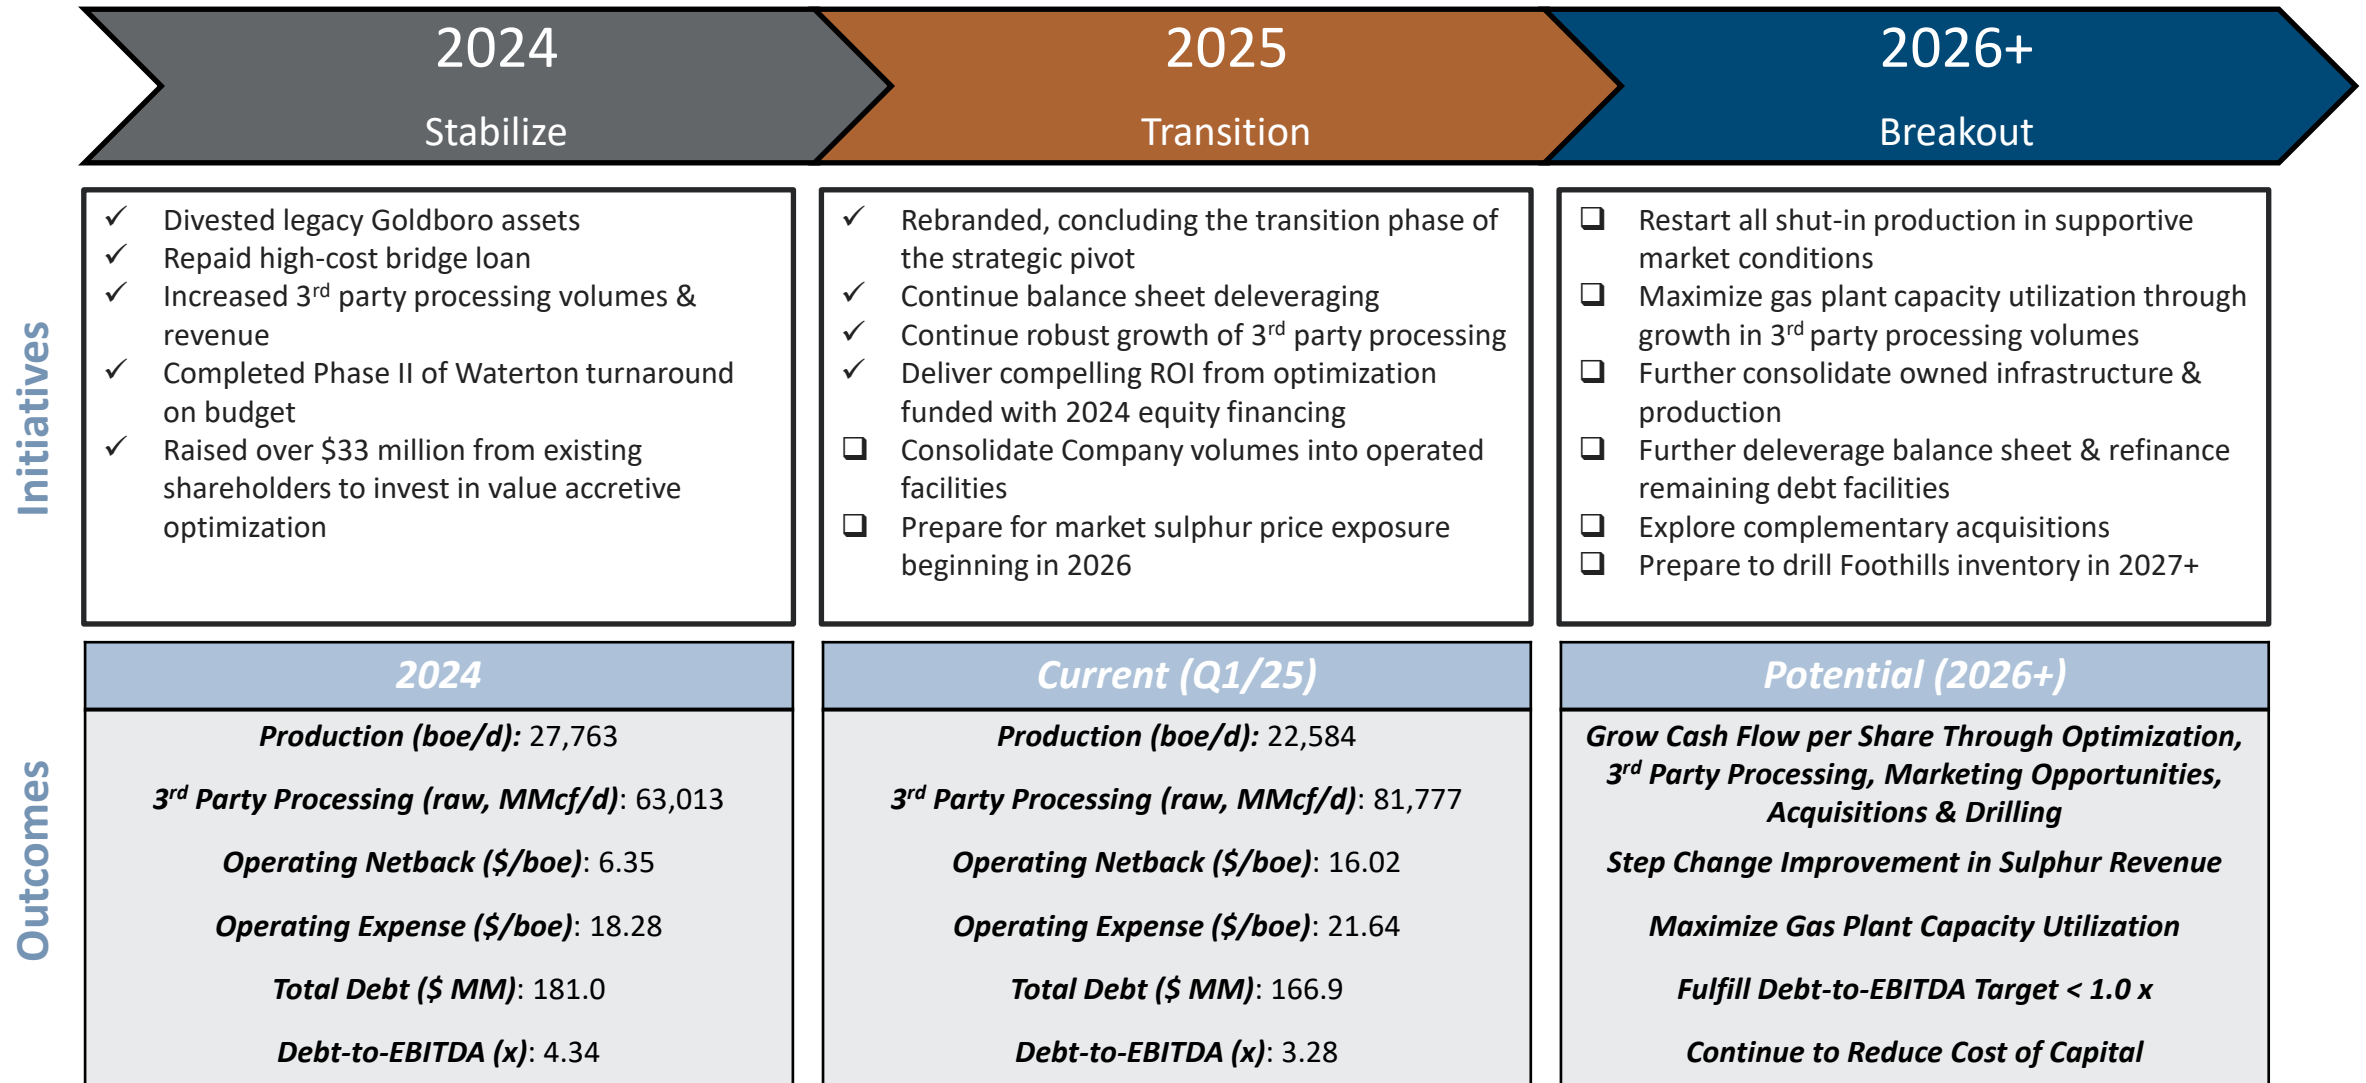 2024
Stabilize
2025
Transition
2026+
Breakout
Initiatives
✓ Divested legacy Goldboro assets
✓ Repaid high-cost bridge loan
✓ Increased 3rd party processing volumes &
revenue
✓ Completed Phase II of Waterton turnaround
on budget
✓ Raised over $33 million from existing
shareholders to invest in value accretive
optimization
✓ Rebranded, concluding the transition phase of
the strategic pivot
✓ Continue balance sheet deleveraging
✓ Continue robust growth of 3rd party processing
✓ Deliver compelling ROI from optimization
funded with 2024 equity financing
❑ Consolidate Company volumes into operated
facilities
❑ Prepare for market sulphur price exposure
beginning in 2026
❑ Restart all shut-in production in supportive
market conditions
❑ Maximize gas plant capacity utilization through
growth in 3rd party processing volumes
❑ Further consolidate owned infrastructure &
production
❑ Further deleverage balance sheet & refinance
remaining debt facilities
❑ Explore complementary acquisitions
❑ Prepare to drill Foothills inventory in 2027+
Outcomes
2024
Production (boe/d): 27,763
3rd Party Processing (raw, MMcf/d): 63,013
Operating Netback ($/boe): 6.35
Operating Expense ($/boe): 18.28
Total Debt ($ MM): 181.0
Debt-to-EBITDA (x): 4.34
Current (Q1/25)
Production (boe/d): 22,584
3rd Party Processing (raw, MMcf/d): 81,777
Operating Netback ($/boe): 16.02
Operating Expense ($/boe): 21.64
Total Debt ($ MM): 166.9
Debt-to-EBITDA (x): 3.28
Potential (2026+)
Grow Cash Flow per Share Through Optimization,
3rd Party Processing, Marketing Opportunities,
Acquisitions & Drilling
Step Change Improvement in Sulphur Revenue
Maximize Gas Plant Capacity Utilization
Fulfill Debt-to-EBITDA Target < 1.0 x
Continue to Reduce Cost of Capital